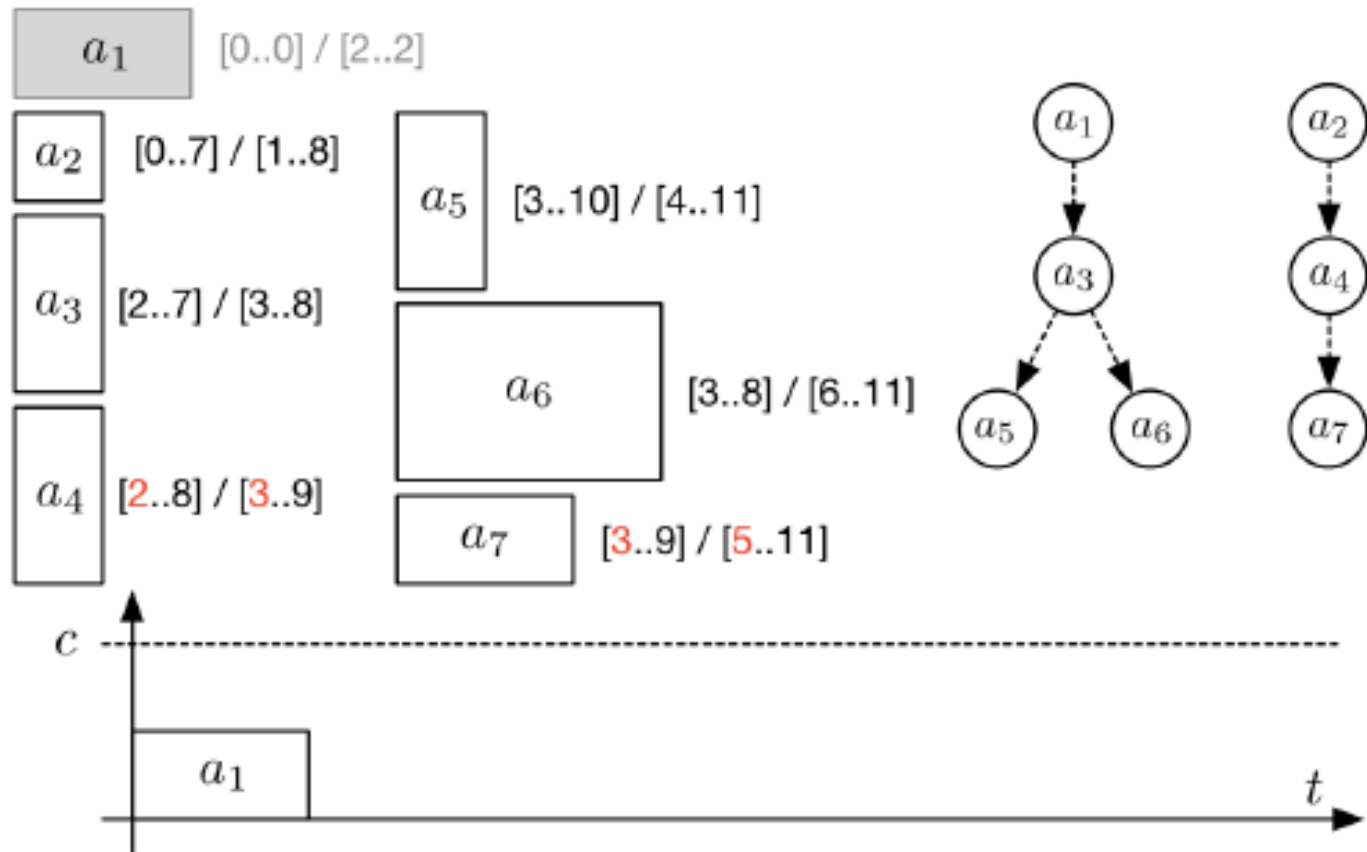 a₁ [0..0] / [2..2]
a₂ [0..7] / [1..8]
a₃ [2..7] / [3..8]
a₄ [2..8] / [3..9]
a₅ [3..10] / [4..11]
a₆ [3..8] / [6..11]
a₇ [3..9] / [5..11]
a₁ a₂
a₃ a₄
a₅ a₆ a₇
c
a₁
t